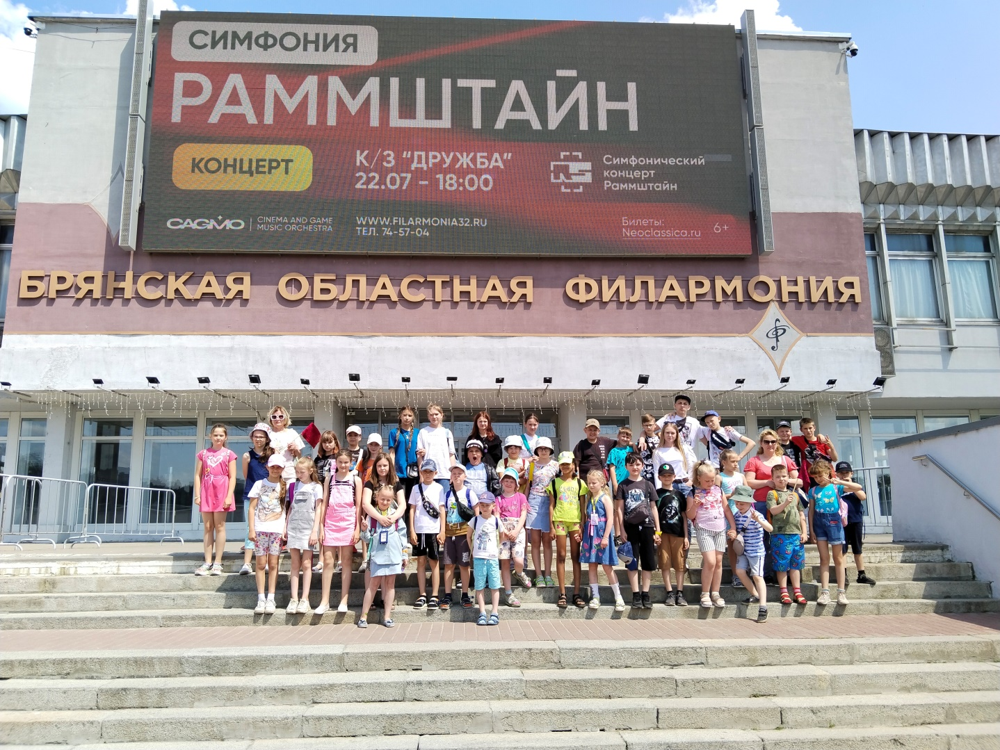 СИМФОНИЯ
РАММШТАЙН
КОНЦЕРТ
К/З "ДРУЖБА"
22.07 – 18:00
Симфонический
концерт
Раммштайн
CAGMO
CINEMA AND GAME
MUSIC ORCHESTRA
WWW.FILARMONIA32.RU
ТЕЛ. 74-57-04
Билеты:
Neoclassica.ru
6+
БРЯНСКАЯ ОБЛАСТНАЯ ФИЛАРМОНИЯ